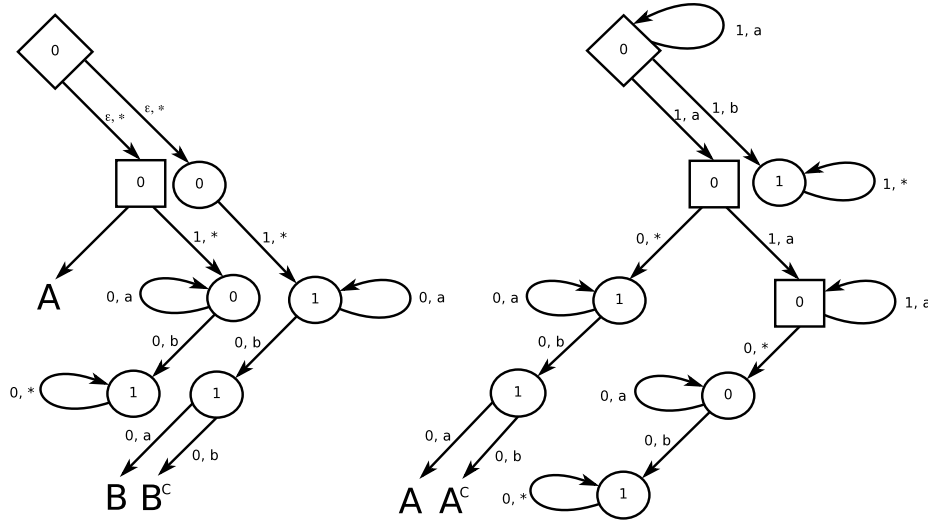 0 0 1, a
ε, * 1, b
ε, * 1, a
0 0 0 1 1, *
1, * 1, * 0, * 1, a
0, a 0 1 0, a 0, a 1 0 1, a
A
0, b 0, b 0, b 0, *
0, * 1 1 1 0, a 0
0, a 0, a 0, b
0, b 0, b
B Bᶜ A Aᶜ 0, * 1